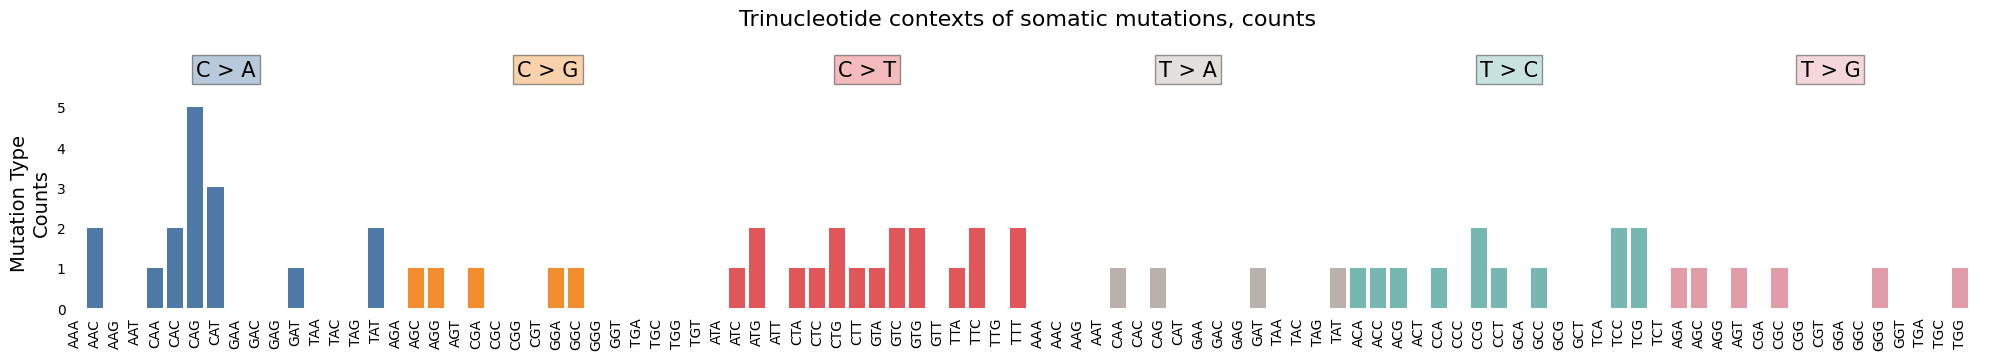 Trinucleotide contexts of somatic mutations, counts
C > A
C > G
C > T
T > A
T > C
T > G
Mutation Type
Counts
5
4
3
2
1
0
AAA
AAC
AAG
AAT
CAA
CAC
CAG
CAT
GAA
GAC
GAG
GAT
TAA
TAC
TAG
TAT
AGA
AGC
AGG
AGT
CGA
CGC
CGG
CGT
GGA
GGC
GGG
GGT
TGA
TGC
TGG
TGT
ATA
ATC
ATG
ATT
CTA
CTC
CTG
CTT
GTA
GTC
GTG
GTT
TTA
TTC
TTG
TTT
AAA
AAC
AAG
AAT
CAA
CAC
CAG
CAT
GAA
GAC
GAG
GAT
TAA
TAC
TAG
TAT
ACA
ACC
ACG
ACT
CCA
CCC
CCG
CCT
GCA
GCC
GCG
GCT
TCA
TCC
TCG
TCT
AGA
AGC
AGG
AGT
CGA
CGC
CGG
CGT
GGA
GGC
GGG
GGT
TGA
TGC
TGG